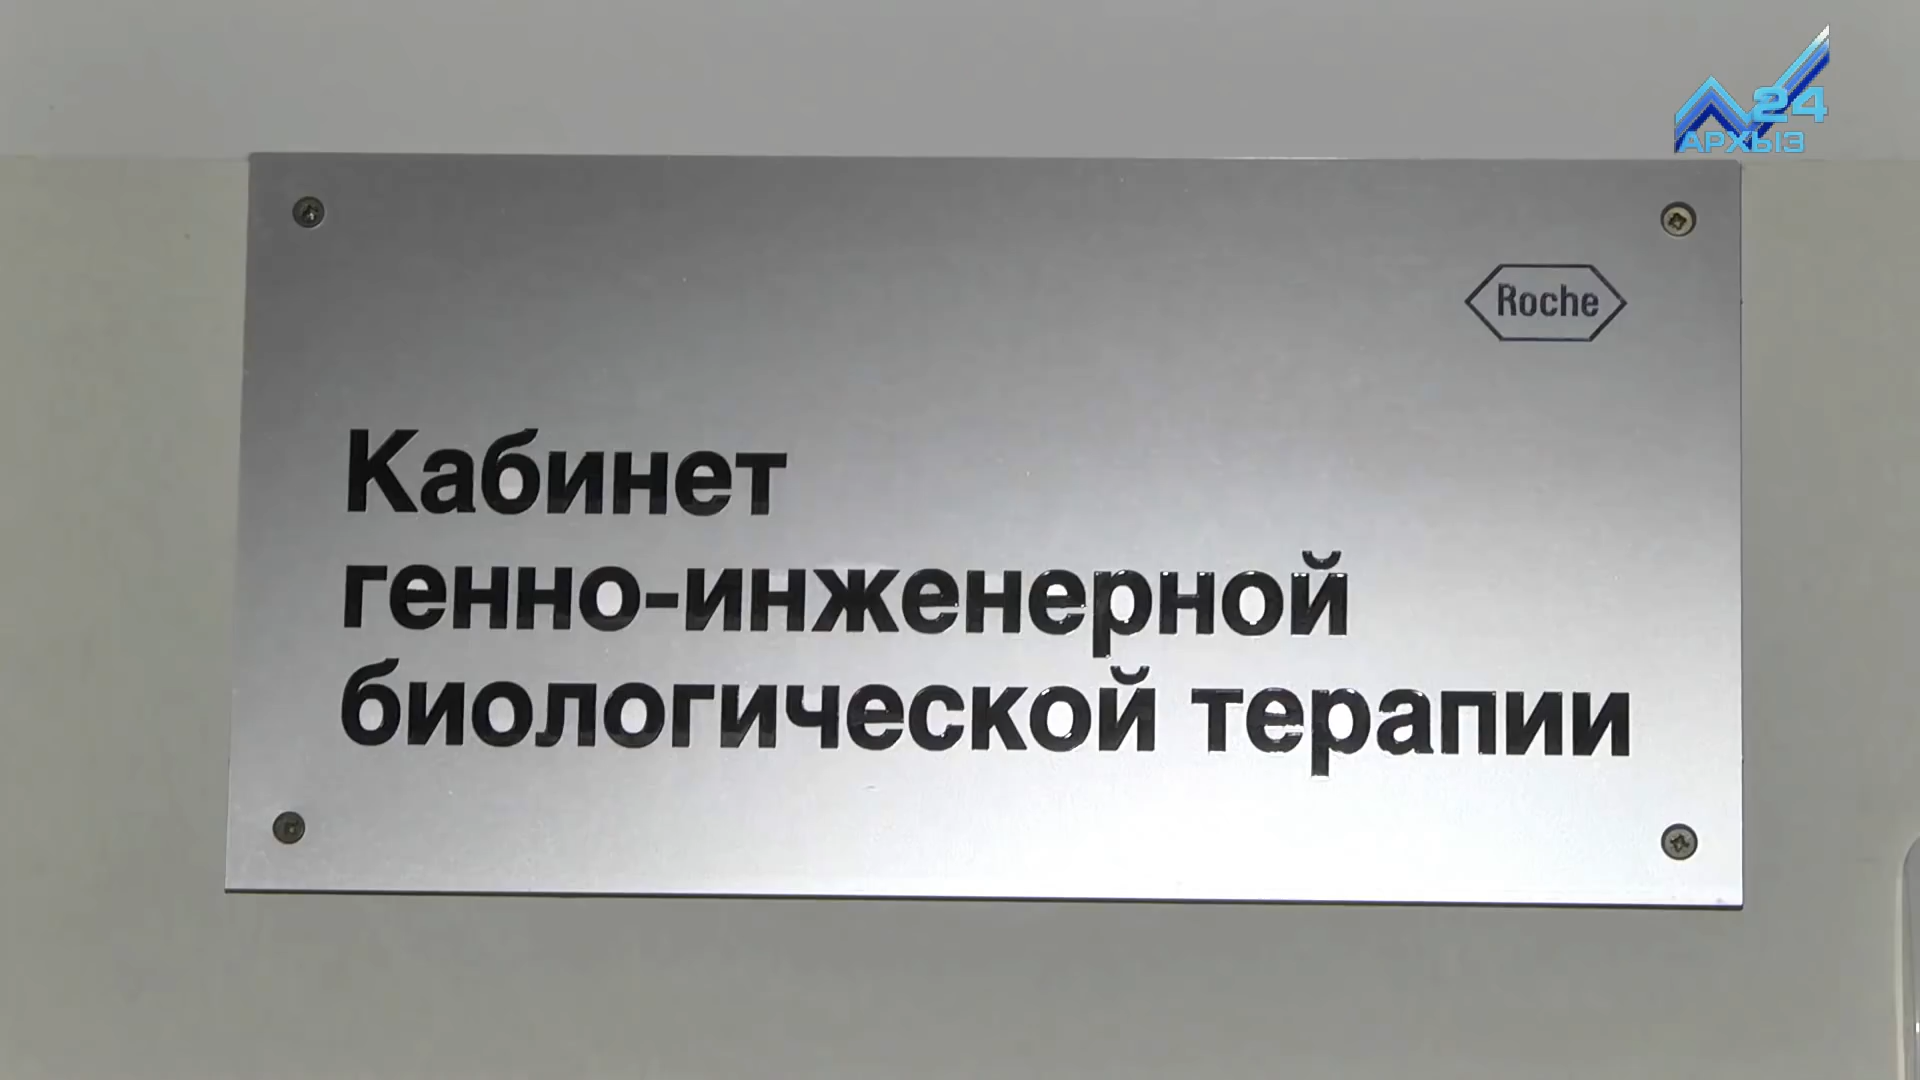 24
АРХЫЗ
Roche
Кабинет
генно-инженерной
биологической терапии